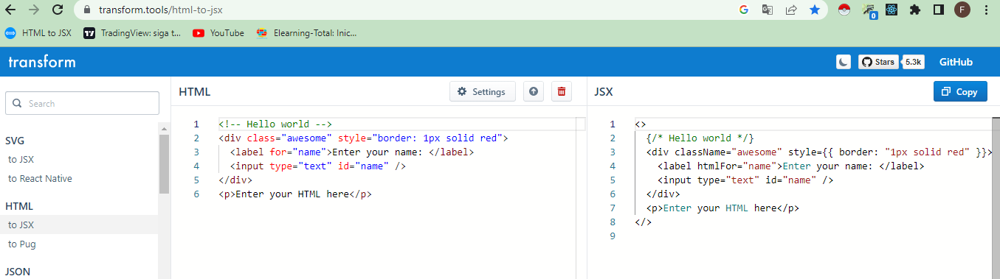 transform.tools/html-to-jsx
0
F
HTML to JSX
TradingView: siga t...
YouTube
Elearning-Total: Inic...
transform
Stars
5.3k
GitHub
Search
SVG
to JSX
to React Native
HTML
to JSX
to Pug
JSON
HTML
Settings
1 <!-- Hello world -->
2 <div class="awesome" style="border: 1px solid red">
3 <label for="name">Enter your name: </label>
4 <input type="text" id="name" />
5 </div>
6 <p>Enter your HTML here</p>
JSX
Copy
1 <>
2 {/* Hello world */}
3 <div className="awesome" style={{ border: "1px solid red" }}>
4 <label htmlFor="name">Enter your name: </label>
5 <input type="text" id="name" />
6 </div>
7 <p>Enter your HTML here</p>
8 </>
9